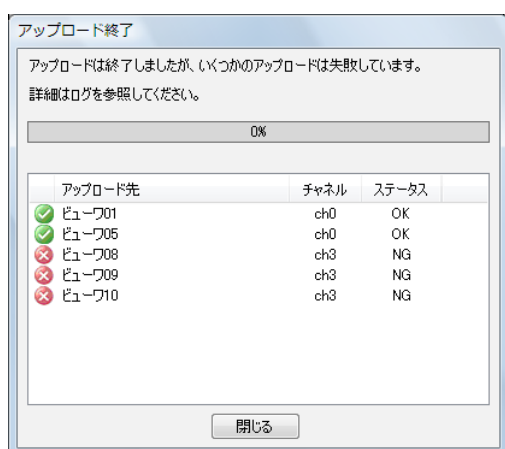 アップロード終了
アップロードは終了しましたが、いくつかのアップロードは失敗しています。
詳細はログを参照してください。
0%
アップロード先 チャネル ステータス
ビューワ01 ch0 OK
ビューワ05 ch0 OK
ビューワ08 ch3 NG
ビューワ09 ch3 NG
ビューワ10 ch3 NG
閉じる